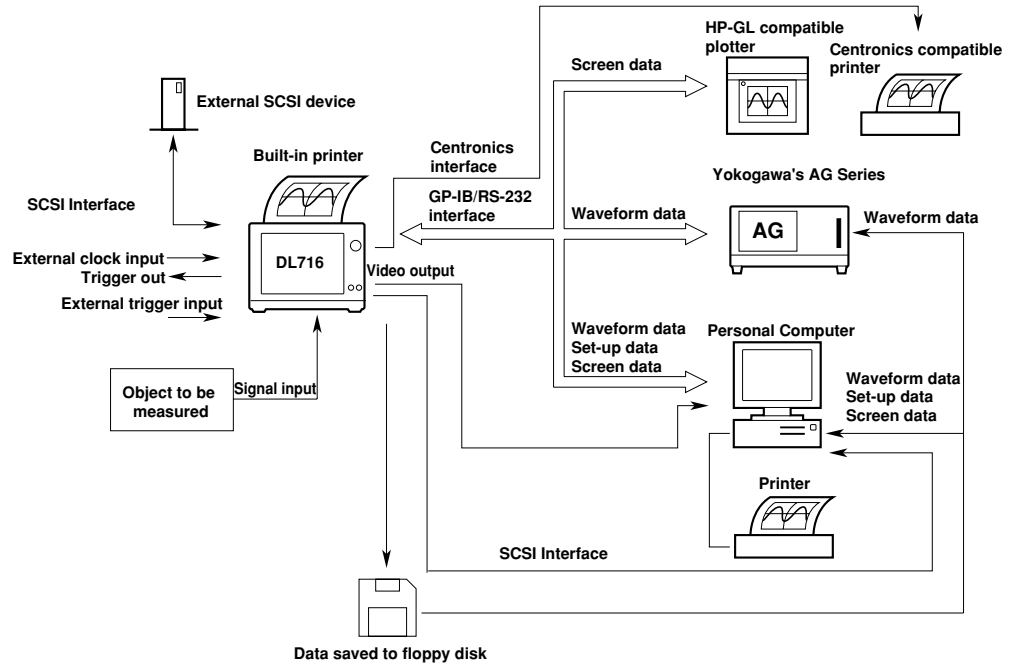 HP-GL compatible
plotter
Centronics compatible
printer
Screen data
External SCSI device
Built-in printer
Centronics
interface
Yokogawa's AG Series
GP-IB/RS-232
interface
SCSI Interface
Waveform data
AG
Waveform data
External clock input
DL716
Video output
Trigger out
External trigger input
Waveform data
Set-up data
Screen data
Personal Computer
Object to be
measured
Signal input
Waveform data
Set-up data
Screen data
Printer
SCSI Interface
Data saved to floppy disk